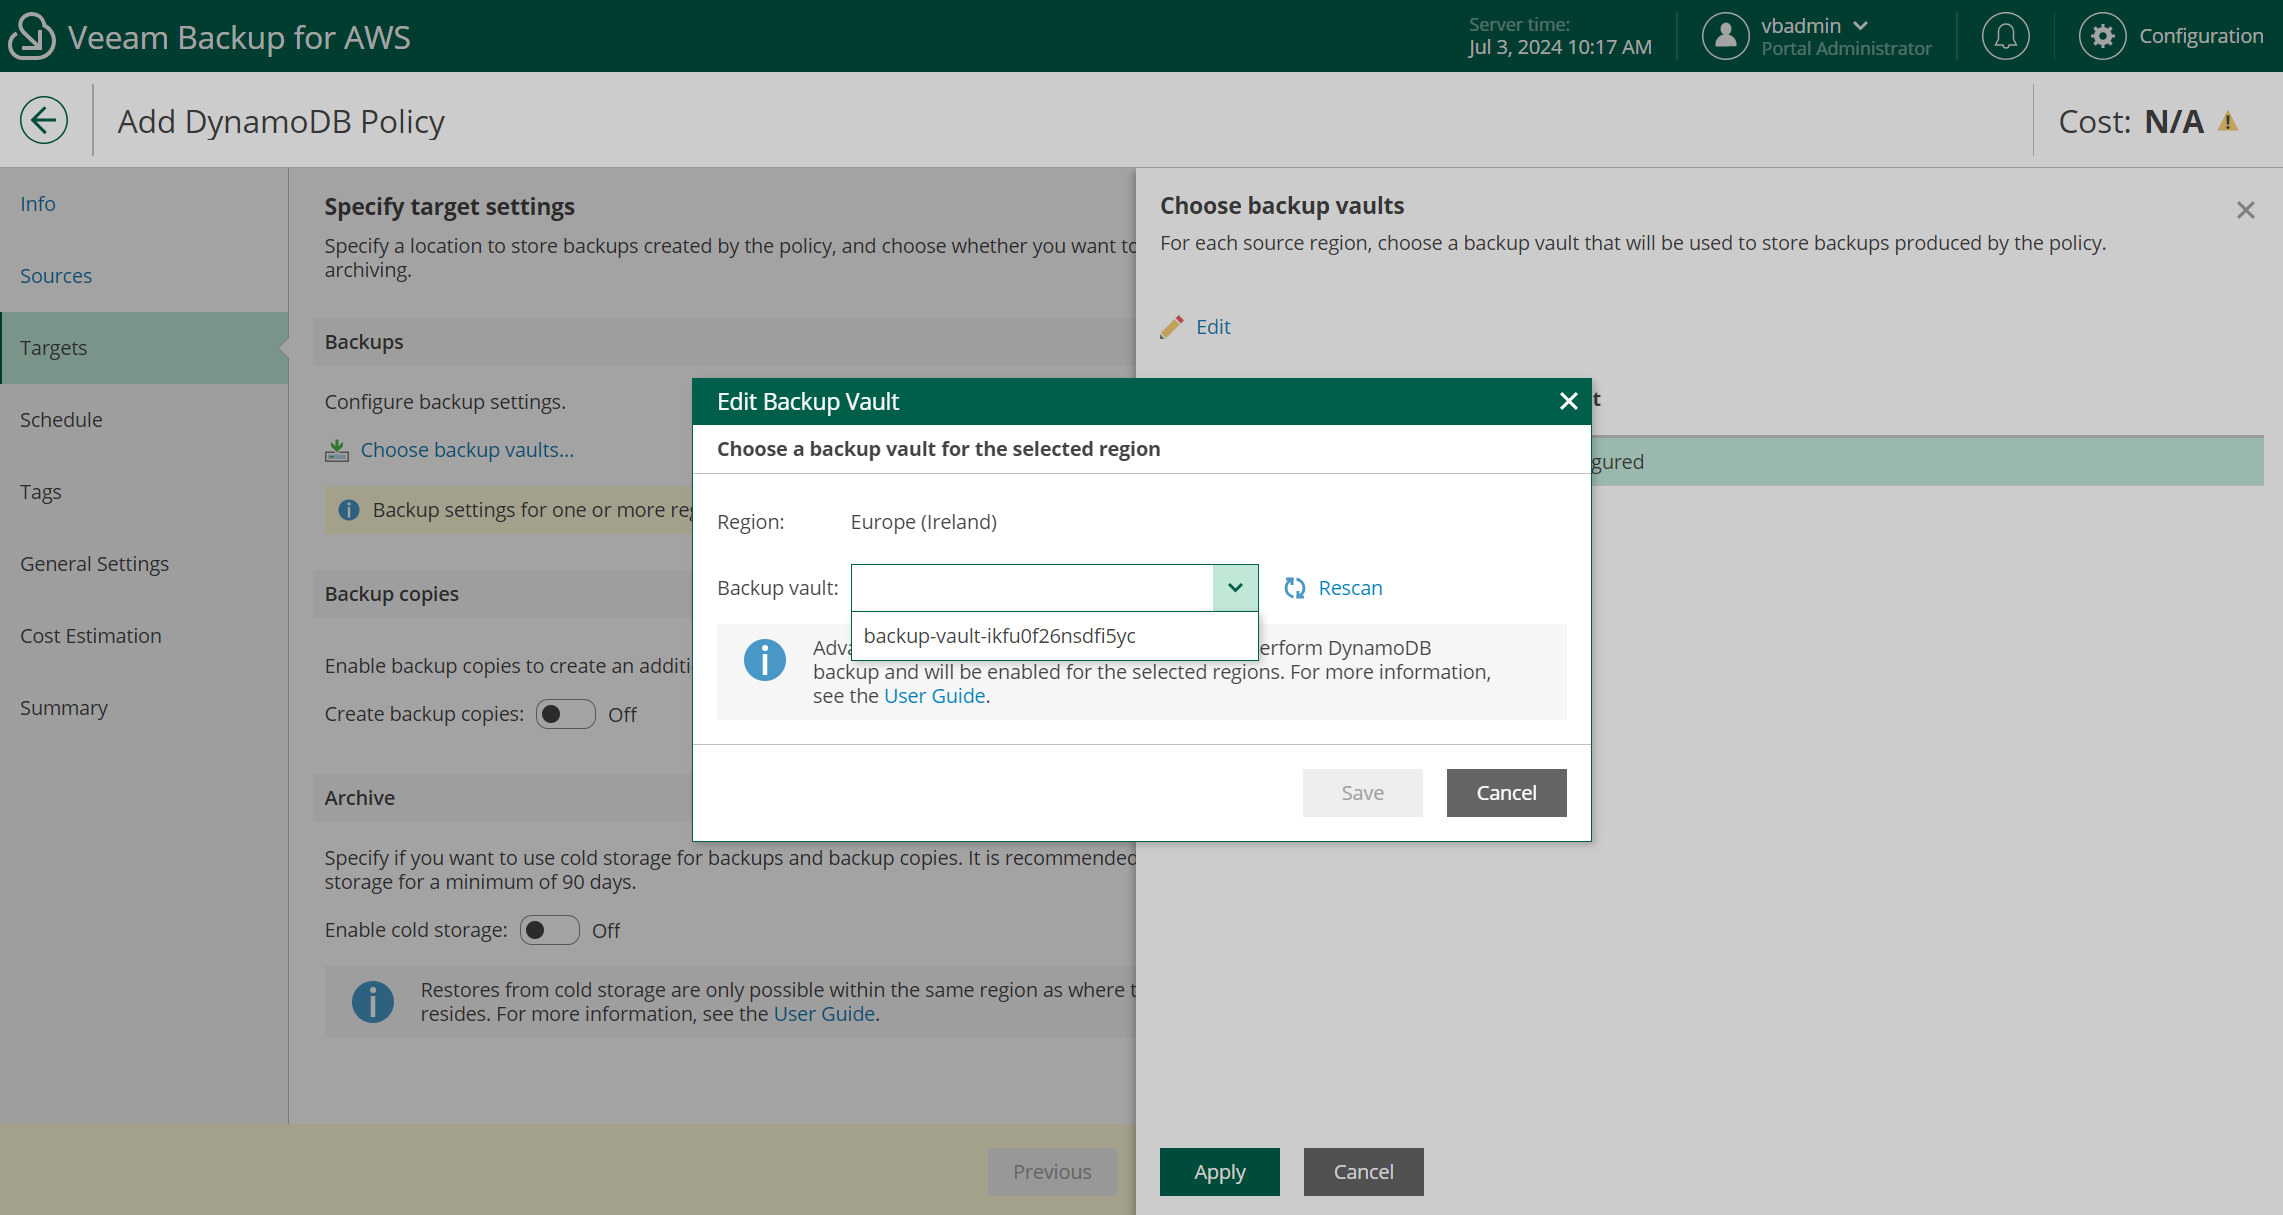 Veeam Backup for AWS
Server time:
Jul 3, 2024 10:17 AM
vbadmin
Portal Administrator
Configuration
Add DynamoDB Policy
Cost: N/A
Info
Sources
Targets
Schedule
Tags
General Settings
Cost Estimation
Summary
Specify target settings
Specify a location to store backups created by the policy, and choose whether you want to
archiving.
Backups
Configure backup settings.
Choose backup vaults...
Backup settings for one or more
Backup copies
Enable backup copies to create an
Create backup copies: Off
Archive
Specify if you want to use cold storage for backups and backup copies. It is recommended
storage for a minimum of 90 days.
Enable cold storage: Off
Restores from cold storage are only possible within the same region as where
resides. For more information, see the User Guide.
Previous
Choose backup vaults
For each source region, choose a backup vault that will be used to store backups produced by the policy.
Edit
Edit Backup Vault
Choose a backup vault for the selected region
Region: Europe (Ireland)
Backup vault:
Rescan
backup-vault-ikfu0f26nsdfi5yc
DynamoDB
backup and will be enabled for the selected regions. For more information,
see the User Guide.
Save
Cancel
Apply
Cancel